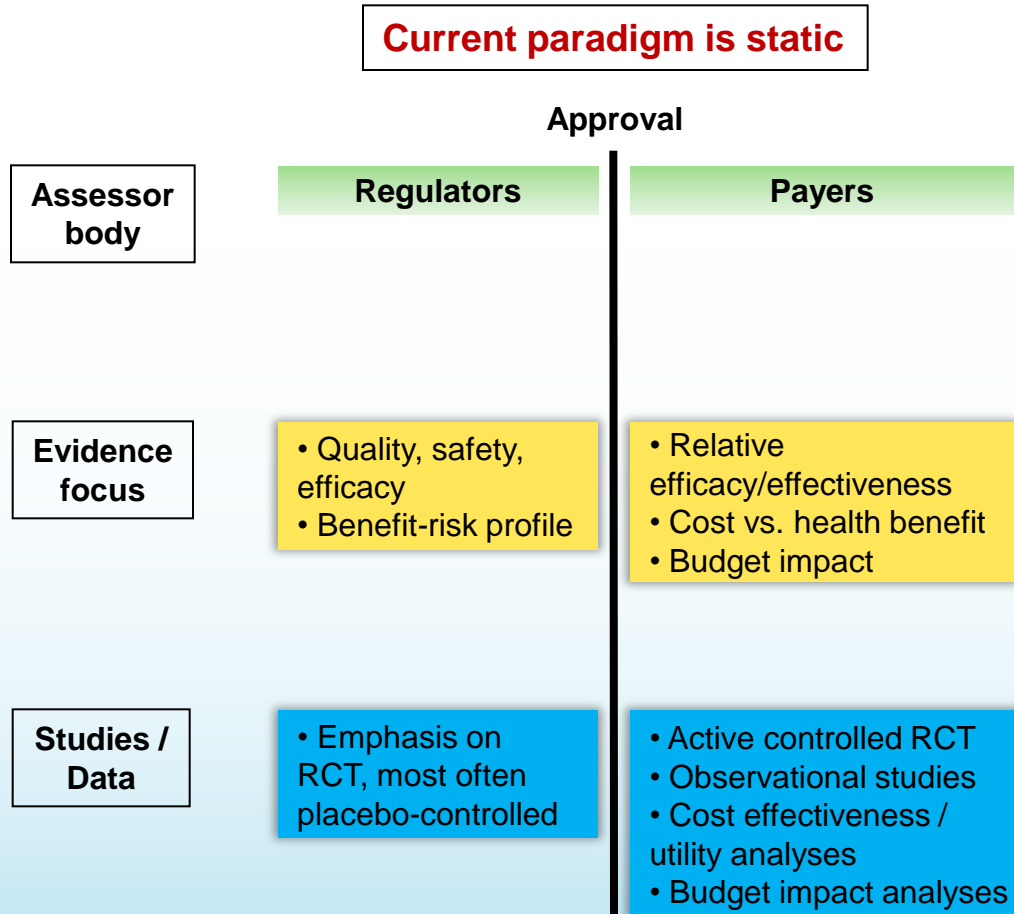 Current paradigm is static
Approval
Assessor
body
Regulators
Payers
Evidence
focus
• Quality, safety,
efficacy
• Benefit-risk profile
• Relative
efficacy/effectiveness
• Cost vs. health benefit
• Budget impact
Studies /
Data
• Emphasis on
RCT, most often
placebo-controlled
• Active controlled RCT
• Observational studies
• Cost effectiveness /
utility analyses
• Budget impact analyses